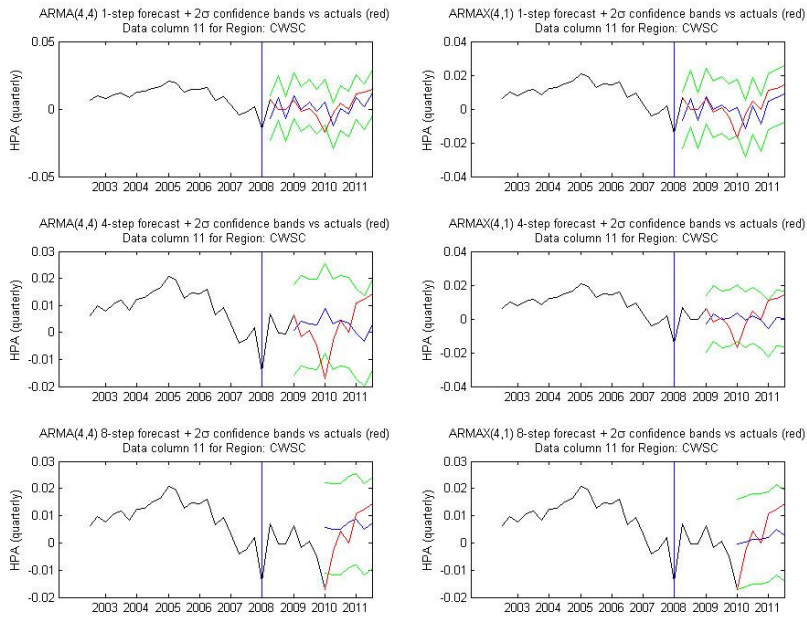 ARMA(4,4) 1-step forecast + 2σ confidence bands vs actuals (red)
Data column 11 for Region: CWSC
0.05
0
-0.05
HPA (quarterly)
2003 2004 2005 2006 2007 2008 2009 2010 2011
ARMAX(4,1) 1-step forecast + 2σ confidence bands vs actuals (red)
Data column 11 for Region: CWSC
0.04
0.02
0
-0.02
-0.04
HPA (quarterly)
2003 2004 2005 2006 2007 2008 2009 2010 2011
ARMA(4,4) 4-step forecast + 2σ confidence bands vs actuals (red)
Data column 11 for Region: CWSC
0.03
0.02
0.01
0
-0.01
-0.02
HPA (quarterly)
2003 2004 2005 2006 2007 2008 2009 2010 2011
ARMAX(4,1) 4-step forecast + 2σ confidence bands vs actuals (red)
Data column 11 for Region: CWSC
0.04
0.02
0
-0.02
-0.04
HPA (quarterly)
2003 2004 2005 2006 2007 2008 2009 2010 2011
ARMA(4,4) 8-step forecast + 2σ confidence bands vs actuals (red)
Data column 11 for Region: CWSC
0.03
0.02
0.01
0
-0.01
-0.02
HPA (quarterly)
2003 2004 2005 2006 2007 2008 2009 2010 2011
ARMAX(4,1) 8-step forecast + 2σ confidence bands vs actuals (red)
Data column 11 for Region: CWSC
0.03
0.02
0.01
0
-0.01
-0.02
HPA (quarterly)
2003 2004 2005 2006 2007 2008 2009 2010 2011